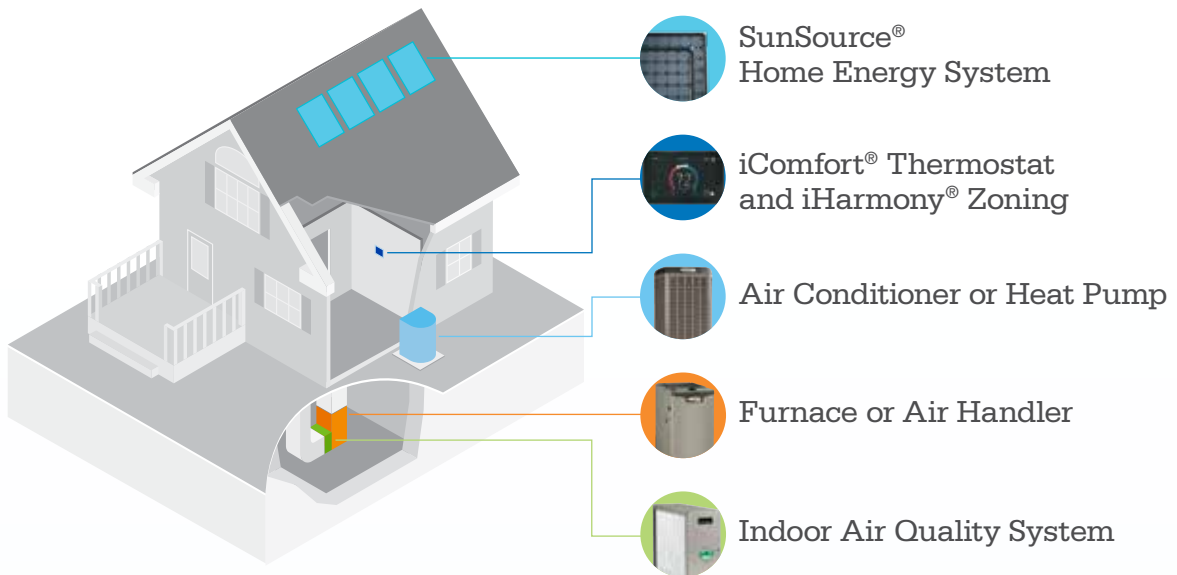 SunSource®
Home Energy System
iComfort® Thermostat
and iHarmony® Zoning
Air Conditioner or Heat Pump
Furnace or Air Handler
Indoor Air Quality System